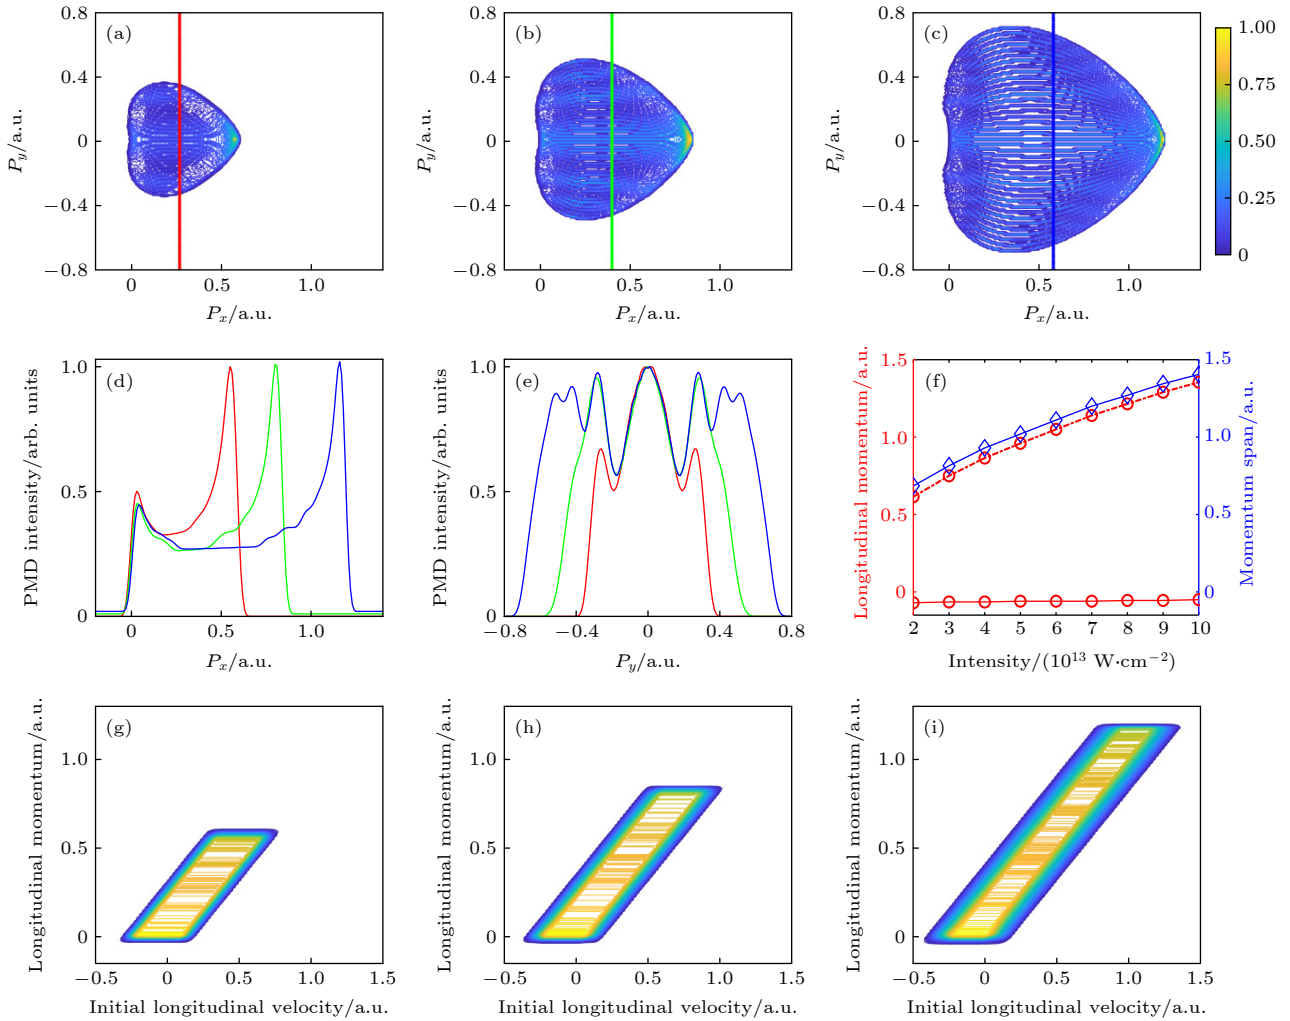 (a)
(b)
(c)
0.8
0.4
0
−0.4
−0.8
0
0.5
1.0
P_y/a.u.
P_x/a.u.
0.8
0.4
0
−0.4
−0.8
0
0.5
1.0
P_y/a.u.
P_x/a.u.
0.8
0.4
0
−0.4
−0.8
0
0.5
1.0
P_y/a.u.
P_x/a.u.
1.00
0.75
0.50
0.25
0
(d)
1.0
0.5
0
0
0.5
1.0
PMD intensity/arb. units
P_x/a.u.
(e)
1.0
0.5
0
−0.8
−0.4
0
0.4
0.8
PMD intensity/arb. units
P_y/a.u.
(f)
1.5
1.0
0.5
0
1.5
1.0
0.5
0
2 3 4 5 6 7 8 9 10
Longitudinal momentum/a.u.
Momemtum span/a.u.
Intensity/(10¹³ W·cm⁻²)
(g)
1.0
0.5
0
−0.5
0
0.5
1.0
1.5
Longitudinal momentum/a.u.
Initial longitudinal velocity/a.u.
(h)
1.0
0.5
0
−0.5
0
0.5
1.0
1.5
Longitudinal momentum/a.u.
Initial longitudinal velocity/a.u.
(i)
1.0
0.5
0
−0.5
0
0.5
1.0
1.5
Longitudinal momentum/a.u.
Initial longitudinal velocity/a.u.